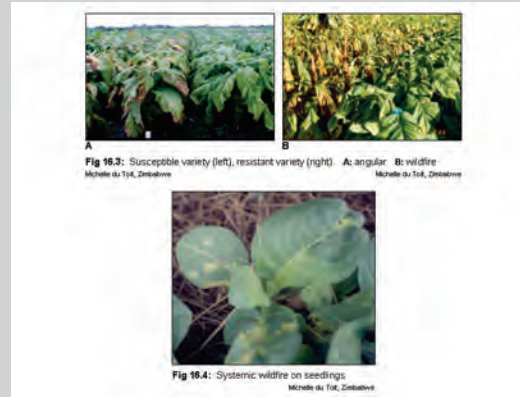 A B
Fig 16.3: Susceptible variety (left), resistant variety (right) A: angular B: wildfire
Michelle du Toit, Zimbabwe Michelle du Toit, Zimbabwe
Fig 16.4: Systemic wildfire on seedlings
Michelle du Toit, Zimbabwe